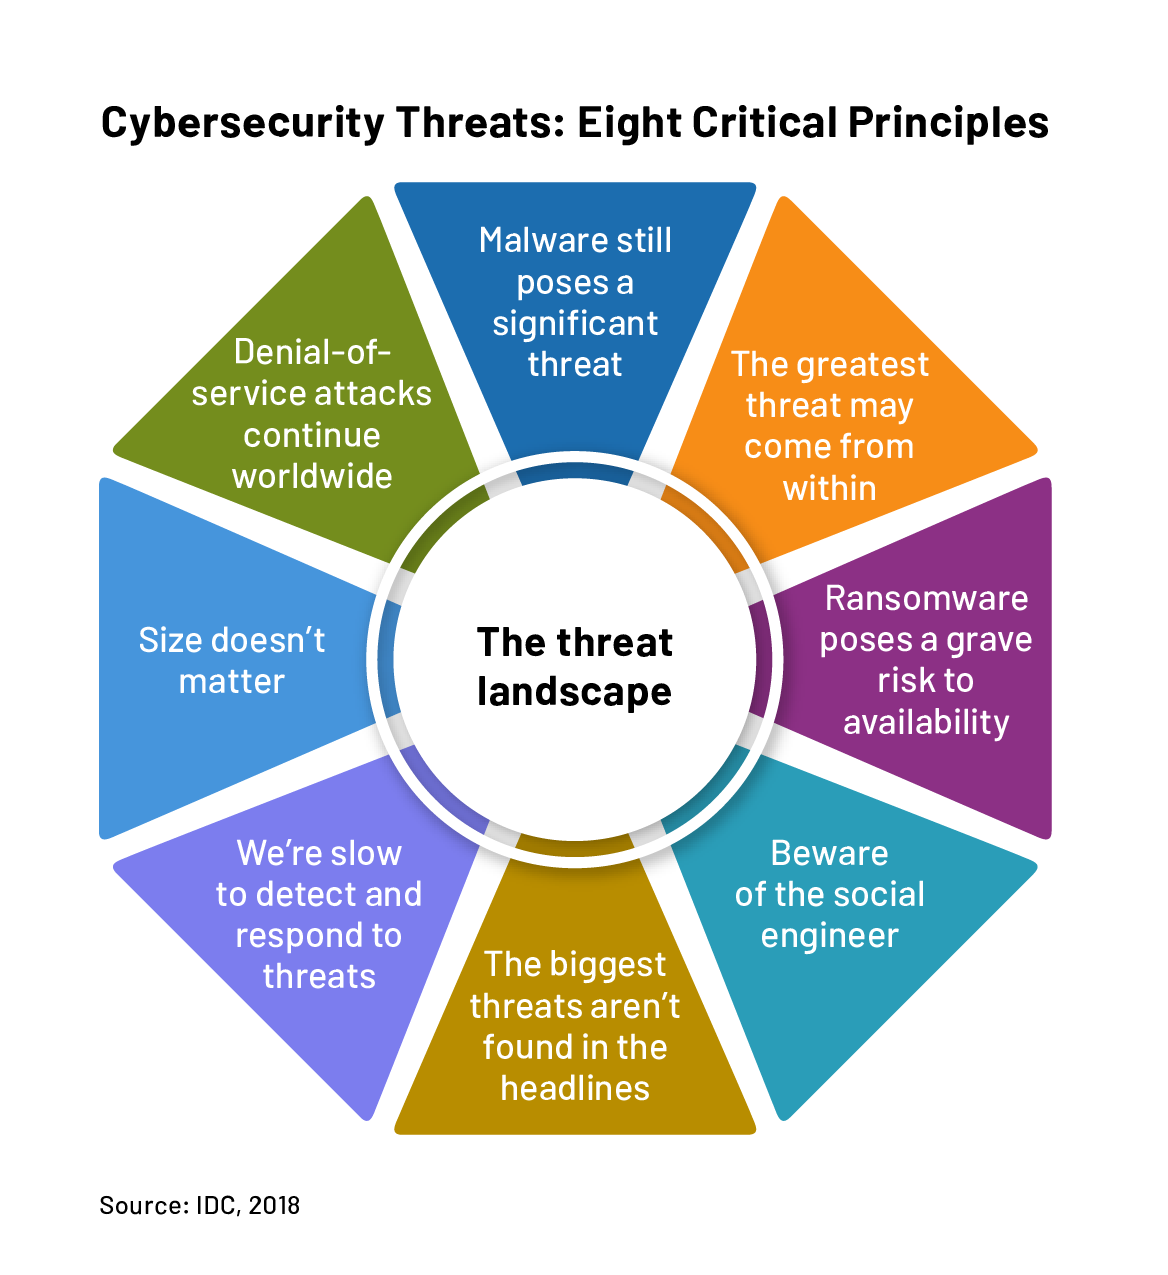 Cybersecurity Threats: Eight Critical Principles
Malware still
poses a
significant
threat
The greatest
threat may
come from
within
Ransomware
poses a grave
risk to
availability
Beware
of the social
engineer
The biggest
threats aren’t
found in the
headlines
We’re slow
to detect and
respond to
threats
Size doesn’t
matter
Denial-of-
service attacks
continue
worldwide
The threat
landscape
Source: IDC, 2018